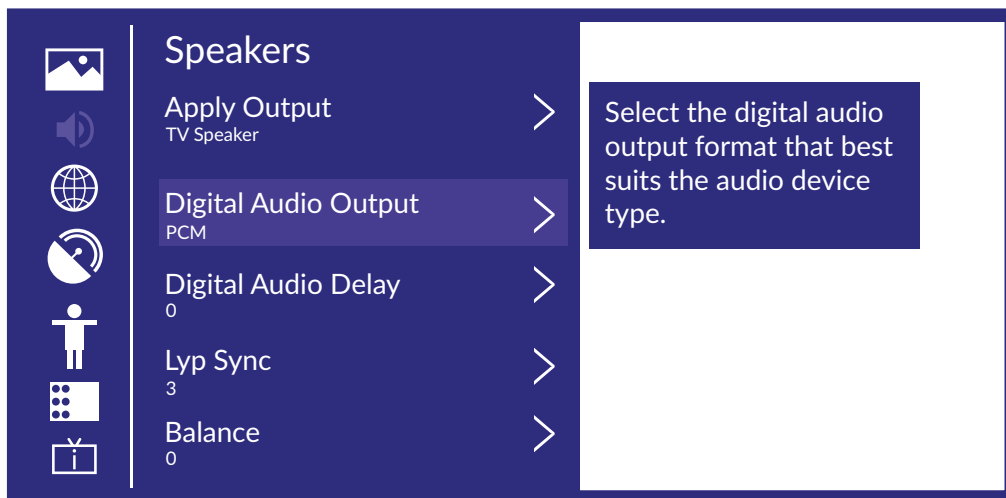 Speakers
Apply Output
TV Speaker
Digital Audio Output
PCM
Digital Audio Delay
0
Lyp Sync
3
Balance
0
Select the digital audio
output format that best
suits the audio device
type.
i